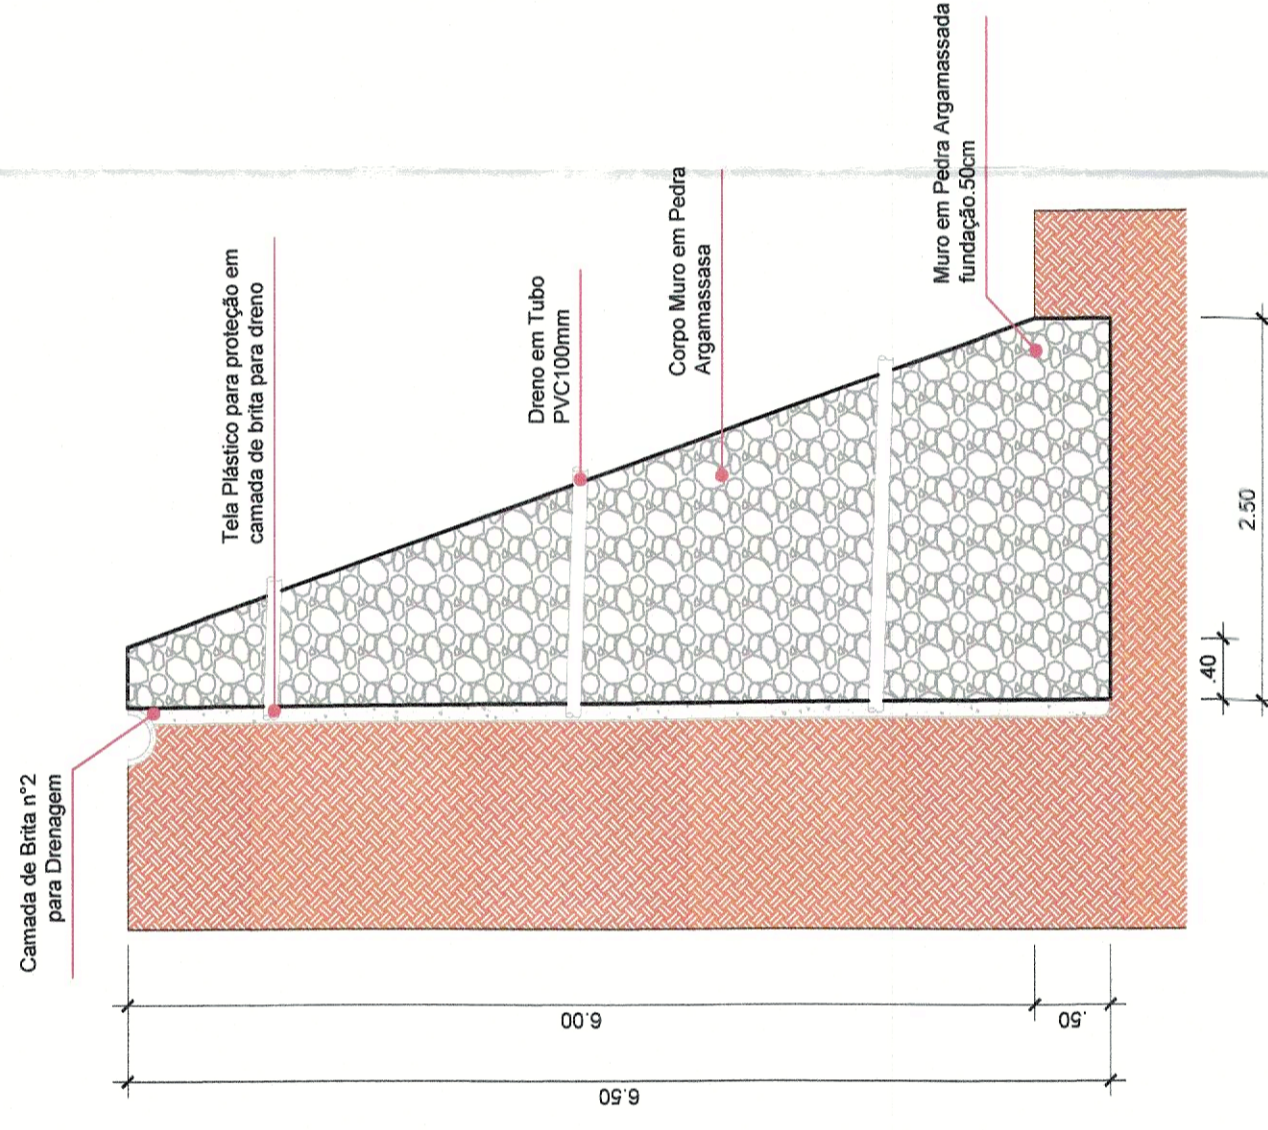 Camada de Brita n°2
para Drenagem
Tela Plástico para proteção em
camada de brita para dreno
Dreno em Tubo
PVC100mm
Corpo Muro em Pedra
Argamassasa
Muro em Pedra Argamassada
fundação.50cm
6.00
.50
6.50
.40
2.50